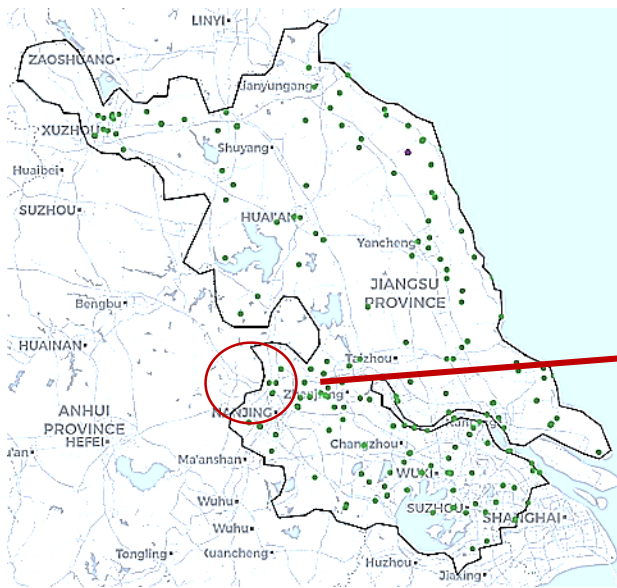 LINYI
ZAOSHUANG
Lianyungang
XUZHOU
Shuyang
Huaibei
SUZHOU
HUAI'AN
Yancheng
JIANGSU
PROVINCE
Bengbu
HUAINAN
Taizhou
Zhenjiang
ANHUI
PROVINCE
NANJING
HEFEI
Changzhou
Ma'anshan
WUXI
Wuhu
SUZHOU
SHANGHAI
Wuhu
Tongling
Xuancheng
Huzhou
Jiaxing